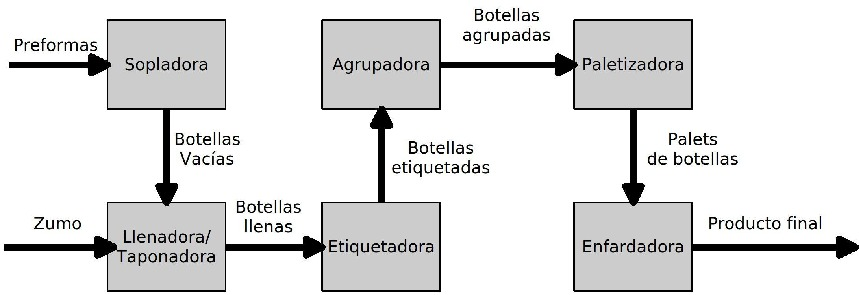 Preformas
Sopladora
Botellas
Vacías
Zumo
Llenadora/
Taponadora
Botellas
llenas
Etiquetadora
Botellas
etiquetadas
Agrupadora
Botellas
agrupadas
Paletizadora
Palets
de botellas
Enfardadora
Producto final